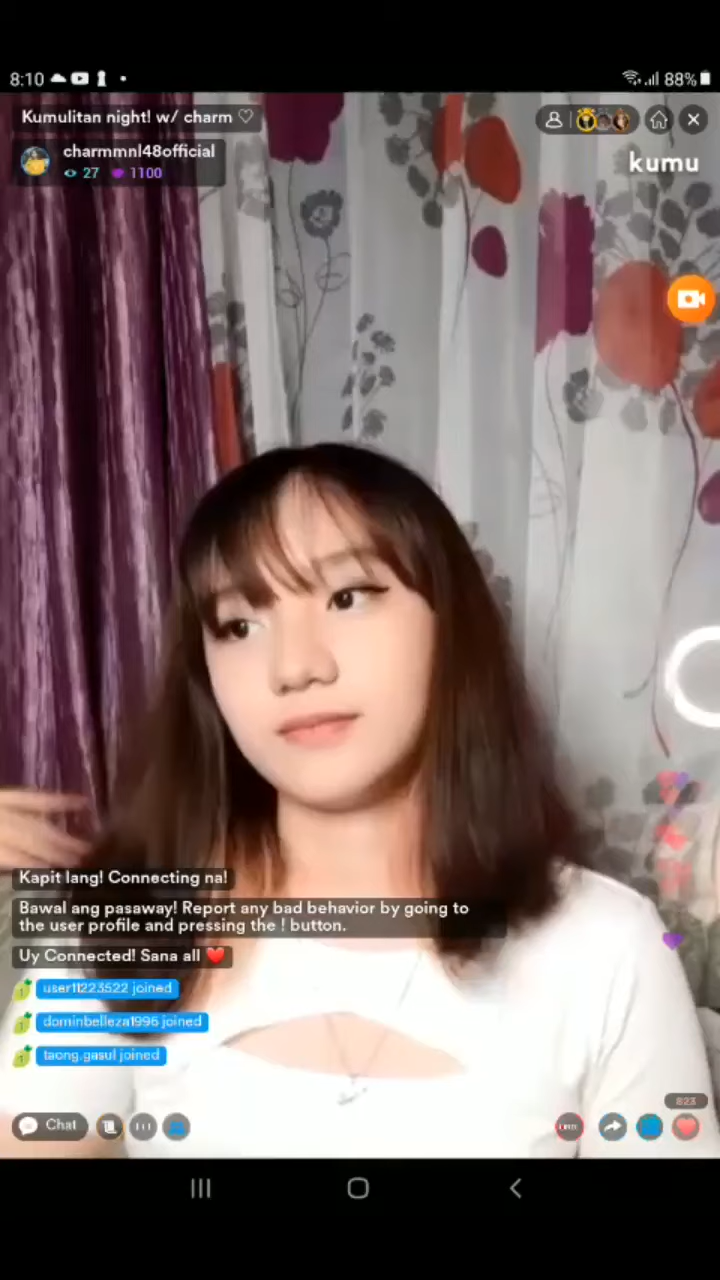 8:10
88%
Kumulitan night! w/ charm ♡
charmmnl48official
27 1100
kumu
Kapit lang! Connecting na!
Bawal ang pasaway! Report any bad behavior by going to
the user profile and pressing the ! button.
Uy Connected! Sana all ❤️
user11223522 joined
dominbelleza1996 joined
taong.gasul joined
823
Chat